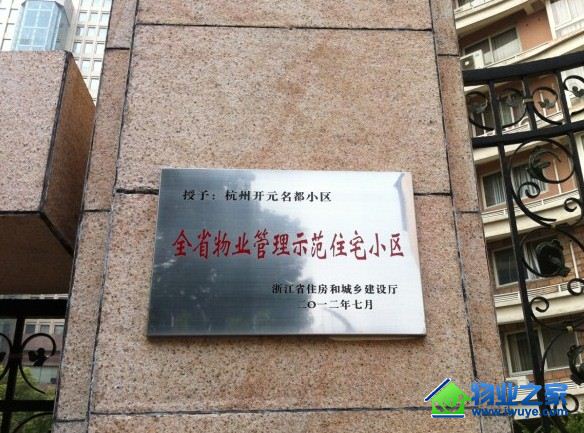 授予：杭州开元名都小区
全省物业管理示范住宅小区
浙江省住房和城乡建设厅
二〇一二年七月
物业之家
www.iwuye.com